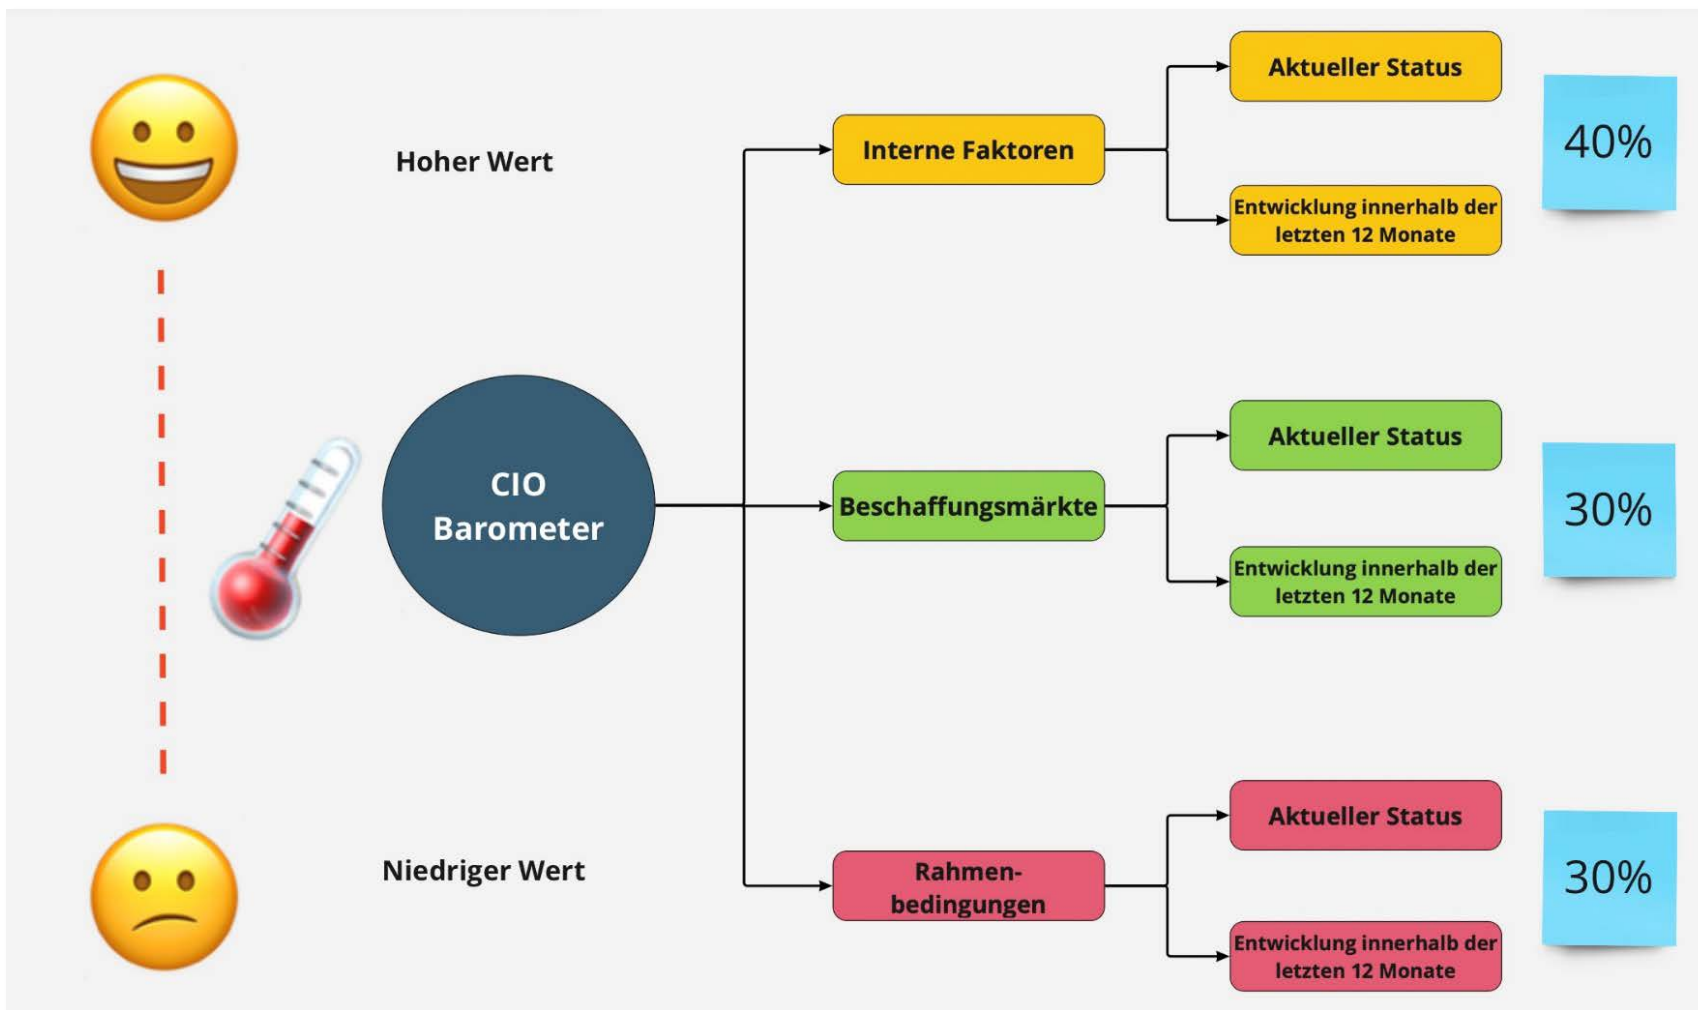 Hoher Wert
Niedriger Wert
CIO
Barometer
Interne Faktoren
Aktueller Status
Entwicklung innerhalb der
letzten 12 Monate
40%
Beschaffungsmärkte
Aktueller Status
Entwicklung innerhalb der
letzten 12 Monate
30%
Rahmen-
bedingungen
Aktueller Status
Entwicklung innerhalb der
letzten 12 Monate
30%